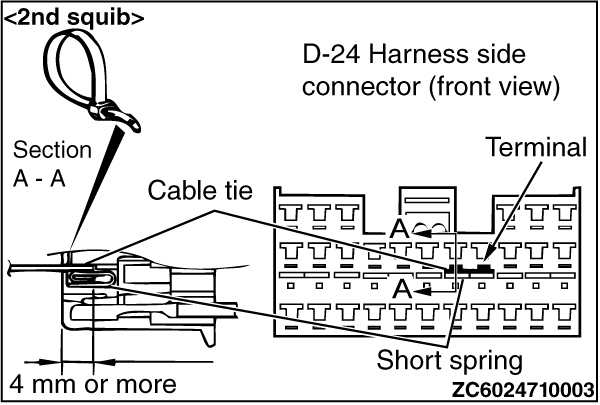 <2nd squib>
D-24 Harness side
connector (front view)
Section
A - A
Terminal
Cable tie
A
A
Short spring
4 mm or more
ZC6024710003